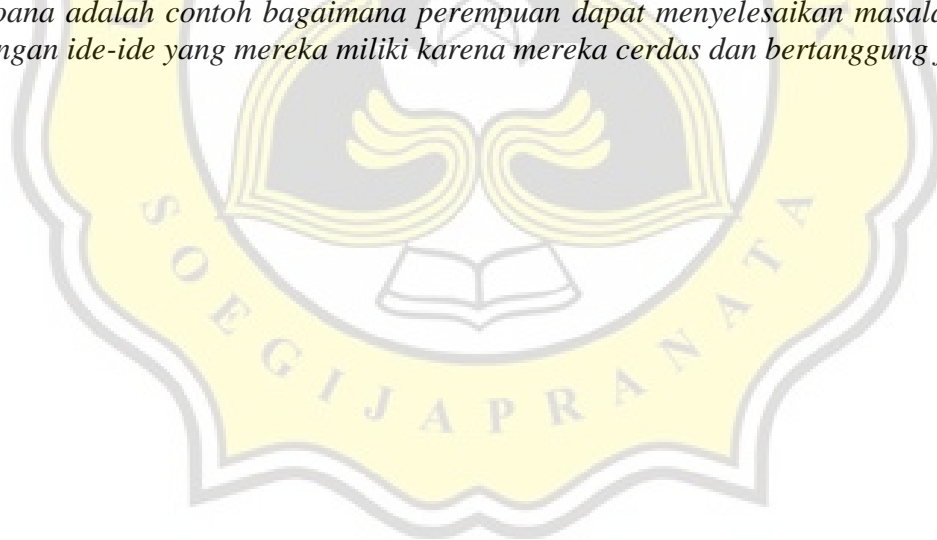 oana adalah contoh bagaimana perempuan dapat menyelesaikan masala
ngan ide-ide yang mereka miliki karena mereka cerdas dan bertanggung
SOEGIJAPRANATA